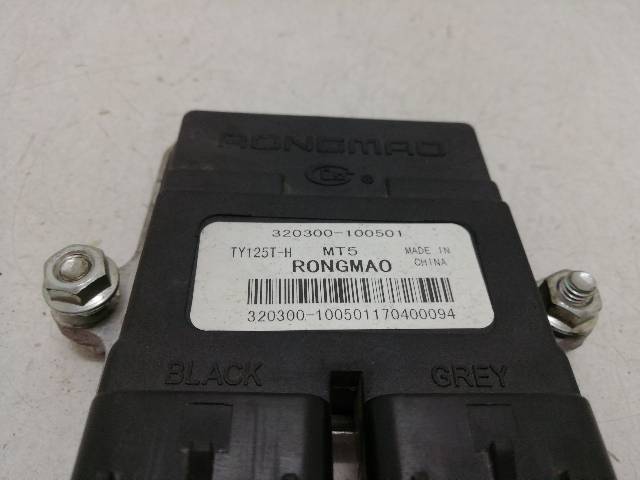 RONGMAO
®
320300-100501
TY125T-H MT5 MADE IN CHINA
RONGMAO
320300-100501170400094
BLACK GREY